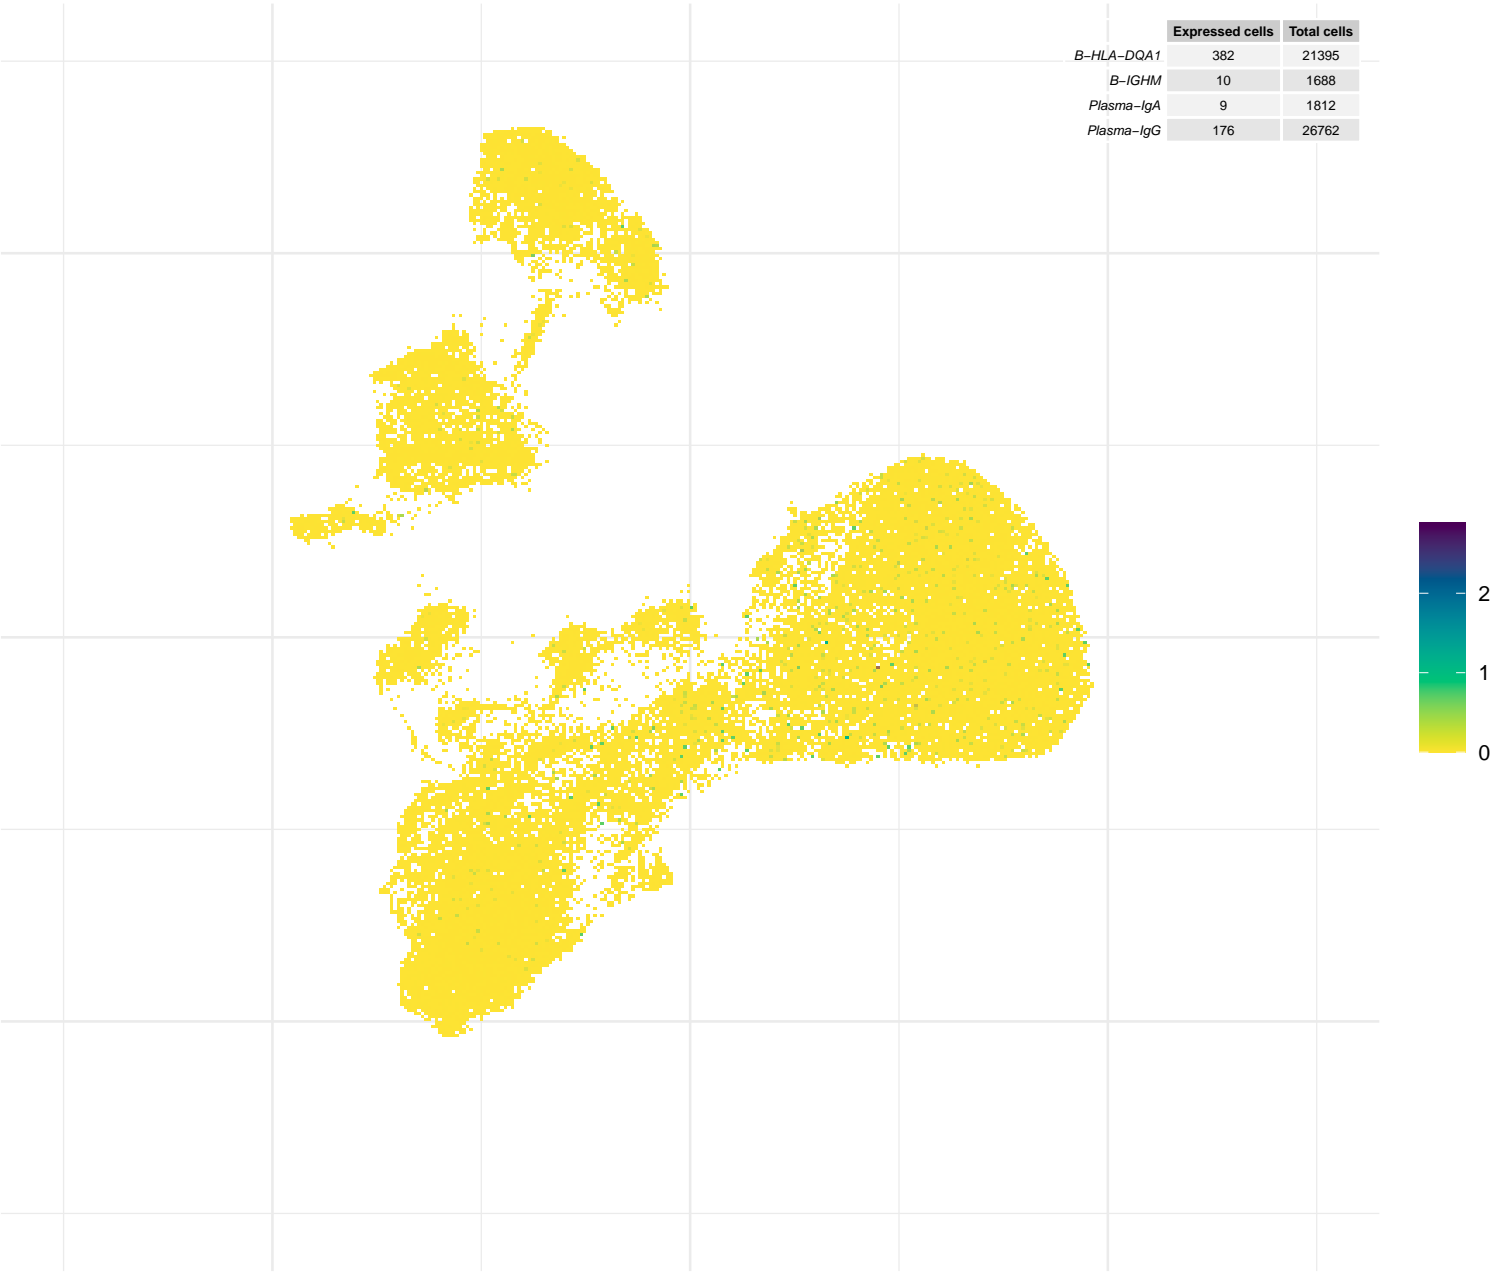 Expressed cells Total cells
B−HLA−DQA1 382 21395
B−IGHM 10 1688
Plasma−IgA 9 1812
Plasma−IgG 176 26762
2
1
0